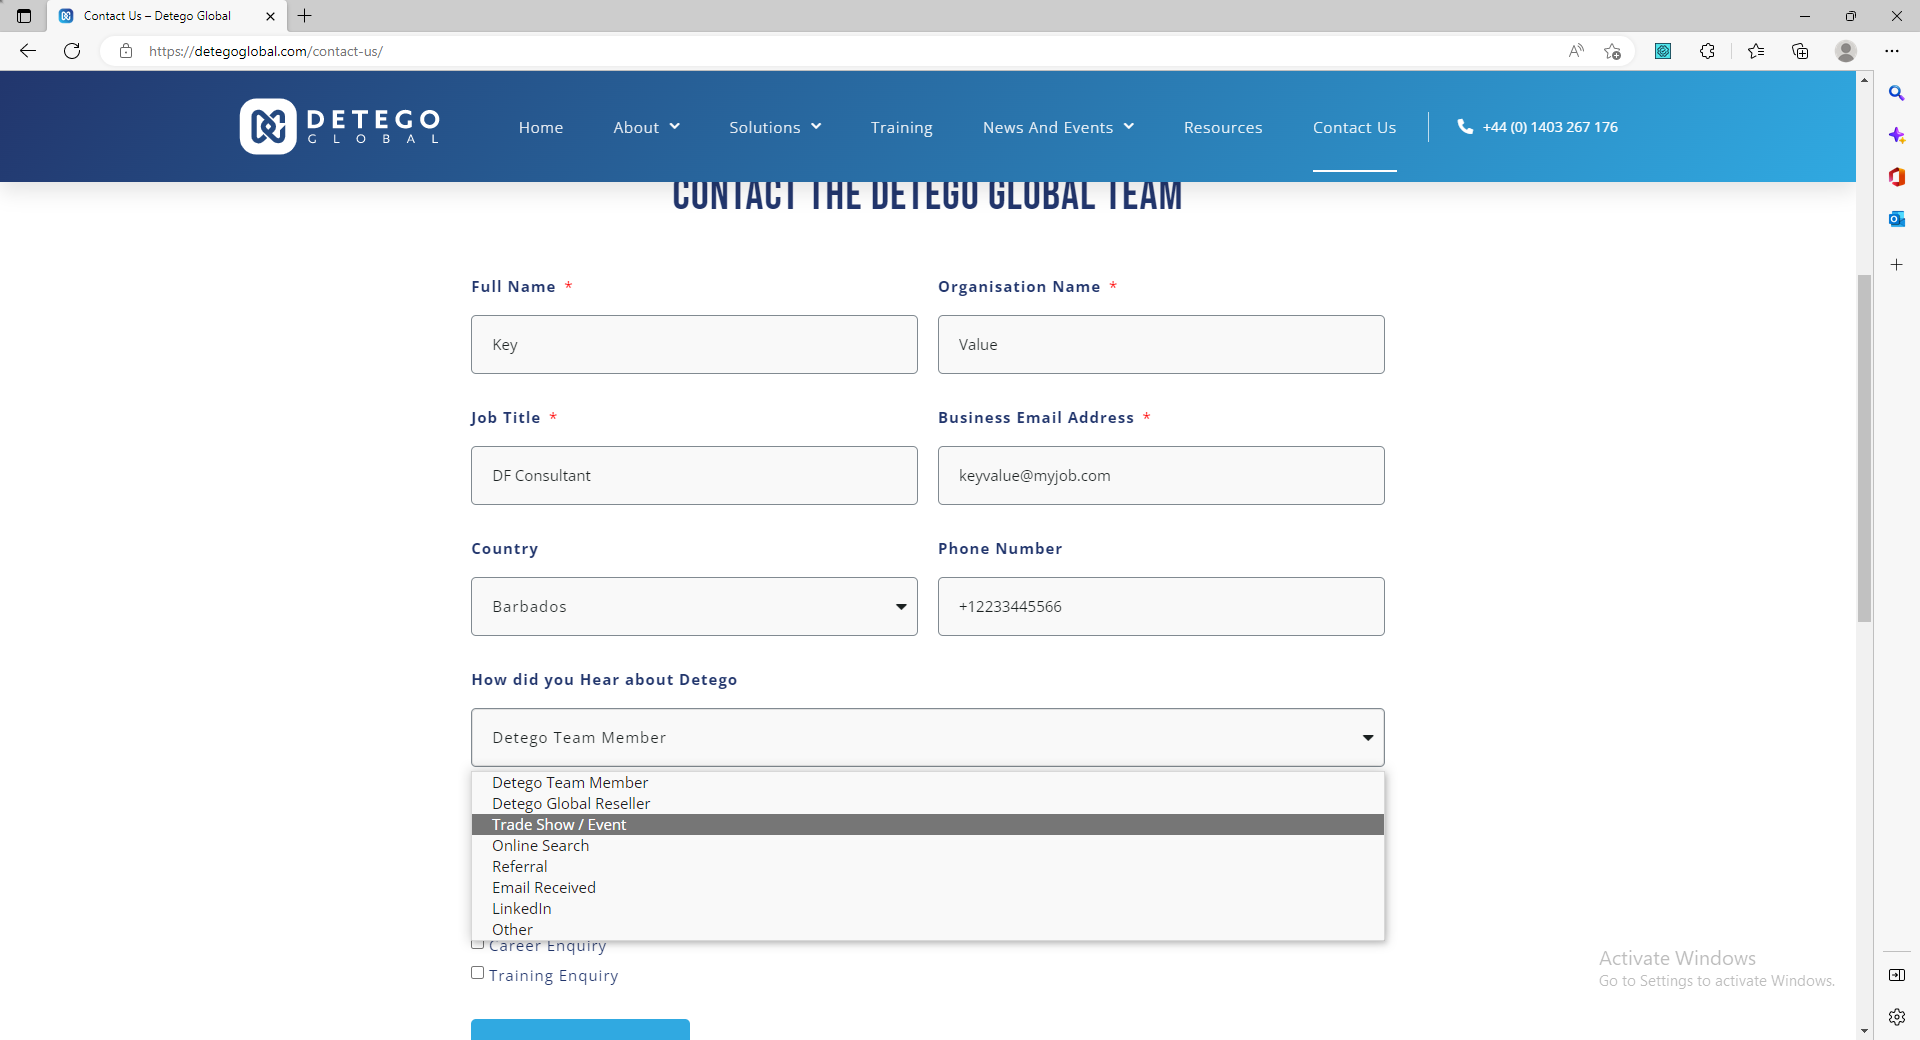 Contact Us – Detego Global
https://detegoglobal.com/contact-us/
DETEGO
GLOBAL
Home
About
Solutions
Training
News And Events
Resources
Contact Us
+44 (0) 1403 267 176
CONTACT THE DETEGO GLOBAL TEAM
Full Name *
Organisation Name *
Key
Value
Job Title *
Business Email Address *
DF Consultant
keyvalue@myjob.com
Country
Phone Number
Barbados
+12233445566
How did you Hear about Detego
Detego Team Member
Detego Team Member
Detego Global Reseller
Trade Show / Event
Online Search
Referral
Email Received
LinkedIn
Other
Career Enquiry
Training Enquiry
Activate Windows
Go to Settings to activate Windows.